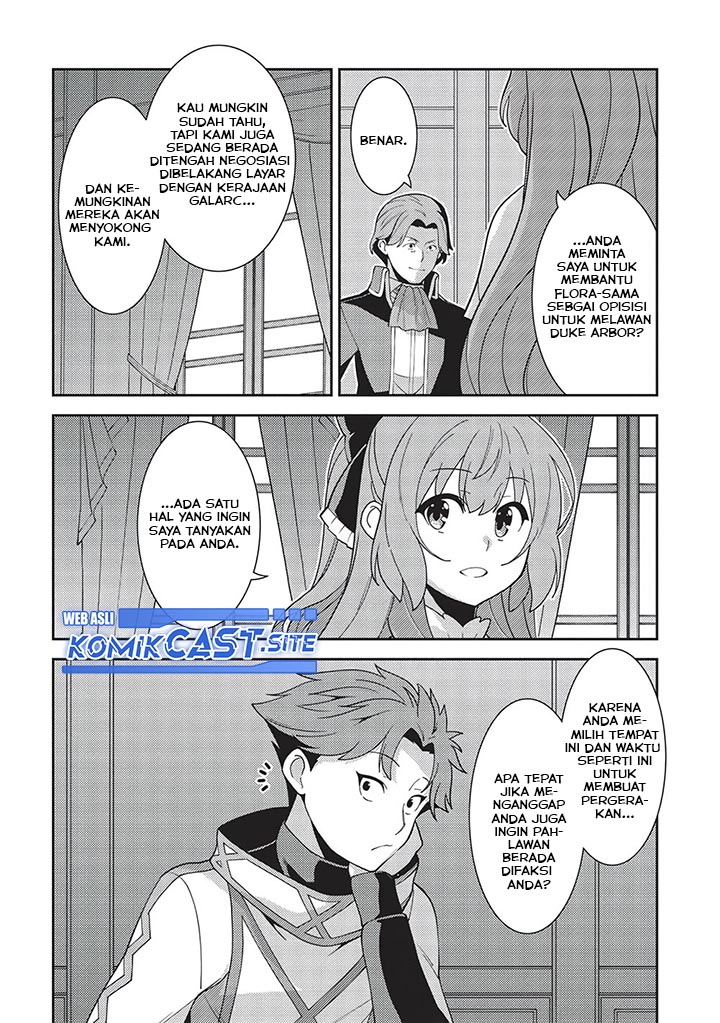 ...ANDA
MEMINTA
SAYA UNTUK
MEMBANTU
FLORA-SAMA
SEBGAI OPISISI
UNTUK MELAWAN
DUKE ARBOR?
BENAR.
KAU MUNGKIN
SUDAH TAHU,
TAPI KAMI JUGA
SEDANG BERADA
DITENGAH NEGOSIASI
DIBELAKANG LAYAR
DENGAN KERAJAAN
GALARC...
DAN KE-
MUNGKINAN
MEREKA AKAN
MENYOKONG
KAMI.
...ADA SATU
HAL YANG INGIN
SAYA TANYAKAN
PADA ANDA.
WEB ASLI
KOMIKCAST.SITE
KARENA
ANDA ME-
MILIH TEMPAT
INI DAN WAKTU
SEPERTI INI
UNTUK
MEMBUAT
PERGERA-
KAN...
APA TEPAT
JIKA ME-
NGANGGAP
ANDA JUGA
INGIN PAH-
LAWAN
BERADA
DIFAKSI
ANDA?